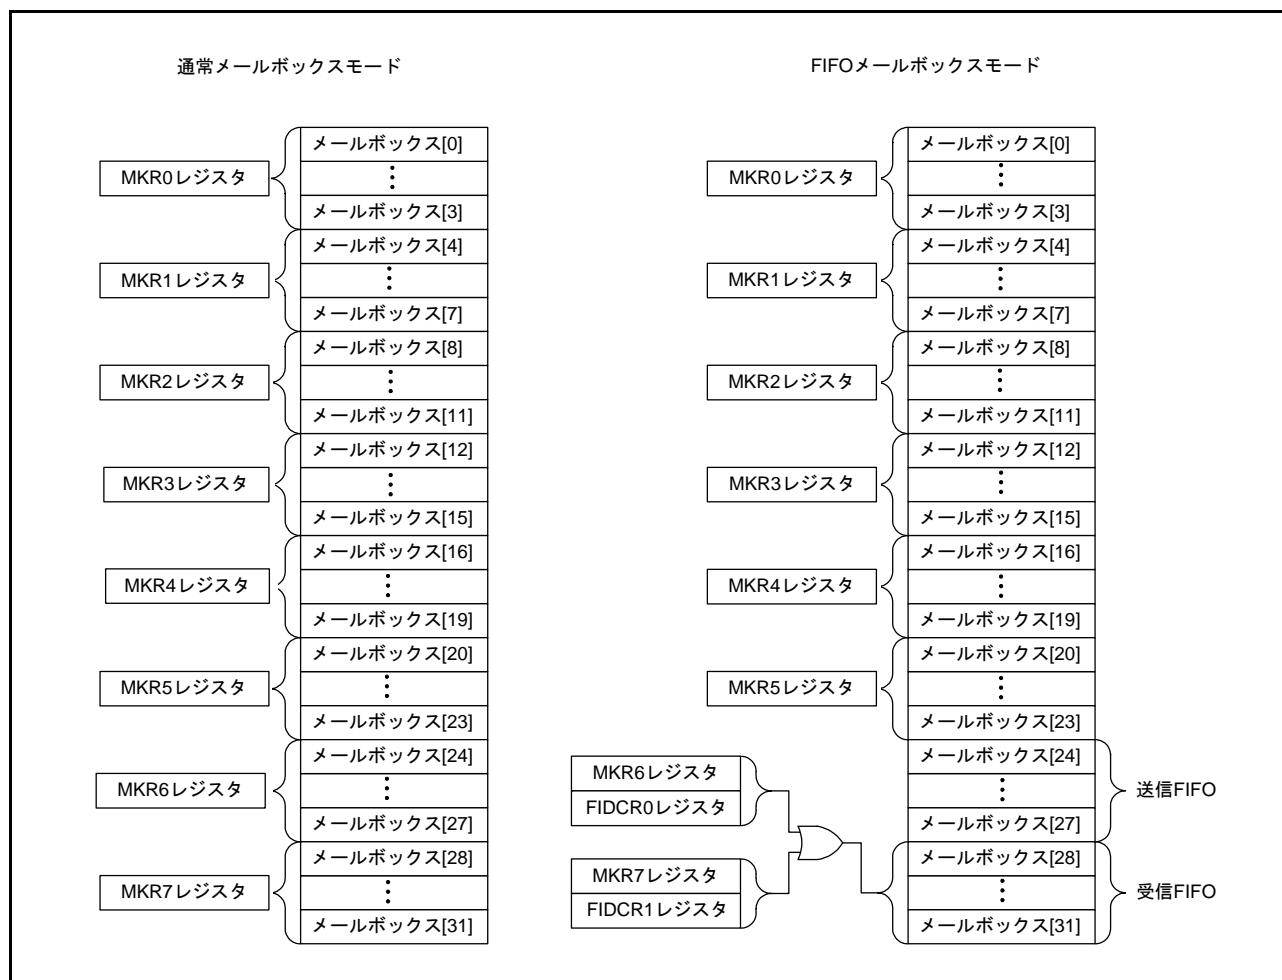 通常メールボックスモード
メールボックス[0]
MKR0レジスタ
メールボックス[3]
メールボックス[4]
MKR1レジスタ
メールボックス[7]
メールボックス[8]
MKR2レジスタ
メールボックス[11]
メールボックス[12]
MKR3レジスタ
メールボックス[15]
メールボックス[16]
MKR4レジスタ
メールボックス[19]
メールボックス[20]
MKR5レジスタ
メールボックス[23]
メールボックス[24]
MKR6レジスタ
メールボックス[27]
メールボックス[28]
MKR7レジスタ
メールボックス[31]
FIFOメールボックスモード
メールボックス[0]
MKR0レジスタ
メールボックス[3]
メールボックス[4]
MKR1レジスタ
メールボックス[7]
メールボックス[8]
MKR2レジスタ
メールボックス[11]
メールボックス[12]
MKR3レジスタ
メールボックス[15]
メールボックス[16]
MKR4レジスタ
メールボックス[19]
メールボックス[20]
MKR5レジスタ
メールボックス[23]
メールボックス[24]
MKR6レジスタ
送信FIFO
FIDCR0レジスタ
メールボックス[27]
メールボックス[28]
MKR7レジスタ
受信FIFO
FIDCR1レジスタ
メールボックス[31]